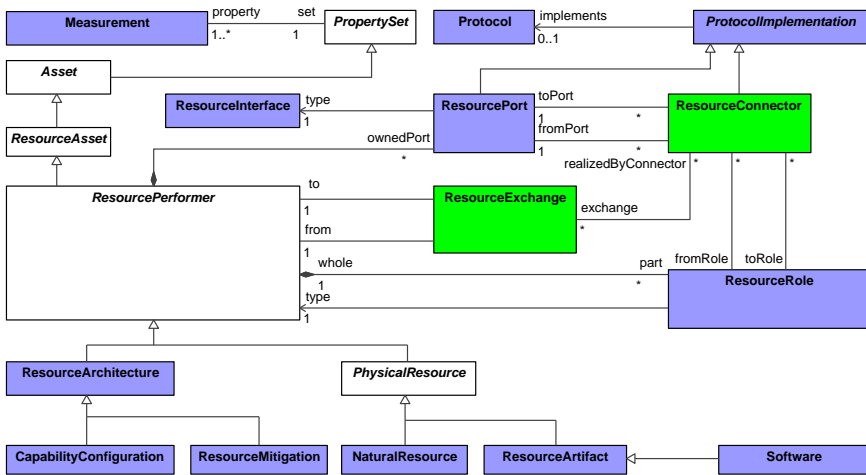 property
set
Measurement
PropertySet
1..*
1
Protocol
implements
ProtocolImplementation
0..1
Asset
ResourceInterface
type
1
ResourcePort
toPort
1
*
fromPort
1
*
ResourceConnector
ResourceAsset
ownedPort
*
realizedByConnector
*
*
*
ResourcePerformer
to
1
ResourceExchange
exchange
*
from
1
whole
1
part
*
fromRole
toRole
ResourceRole
type
1
ResourceArchitecture
PhysicalResource
CapabilityConfiguration
ResourceMitigation
NaturalResource
ResourceArtifact
Software